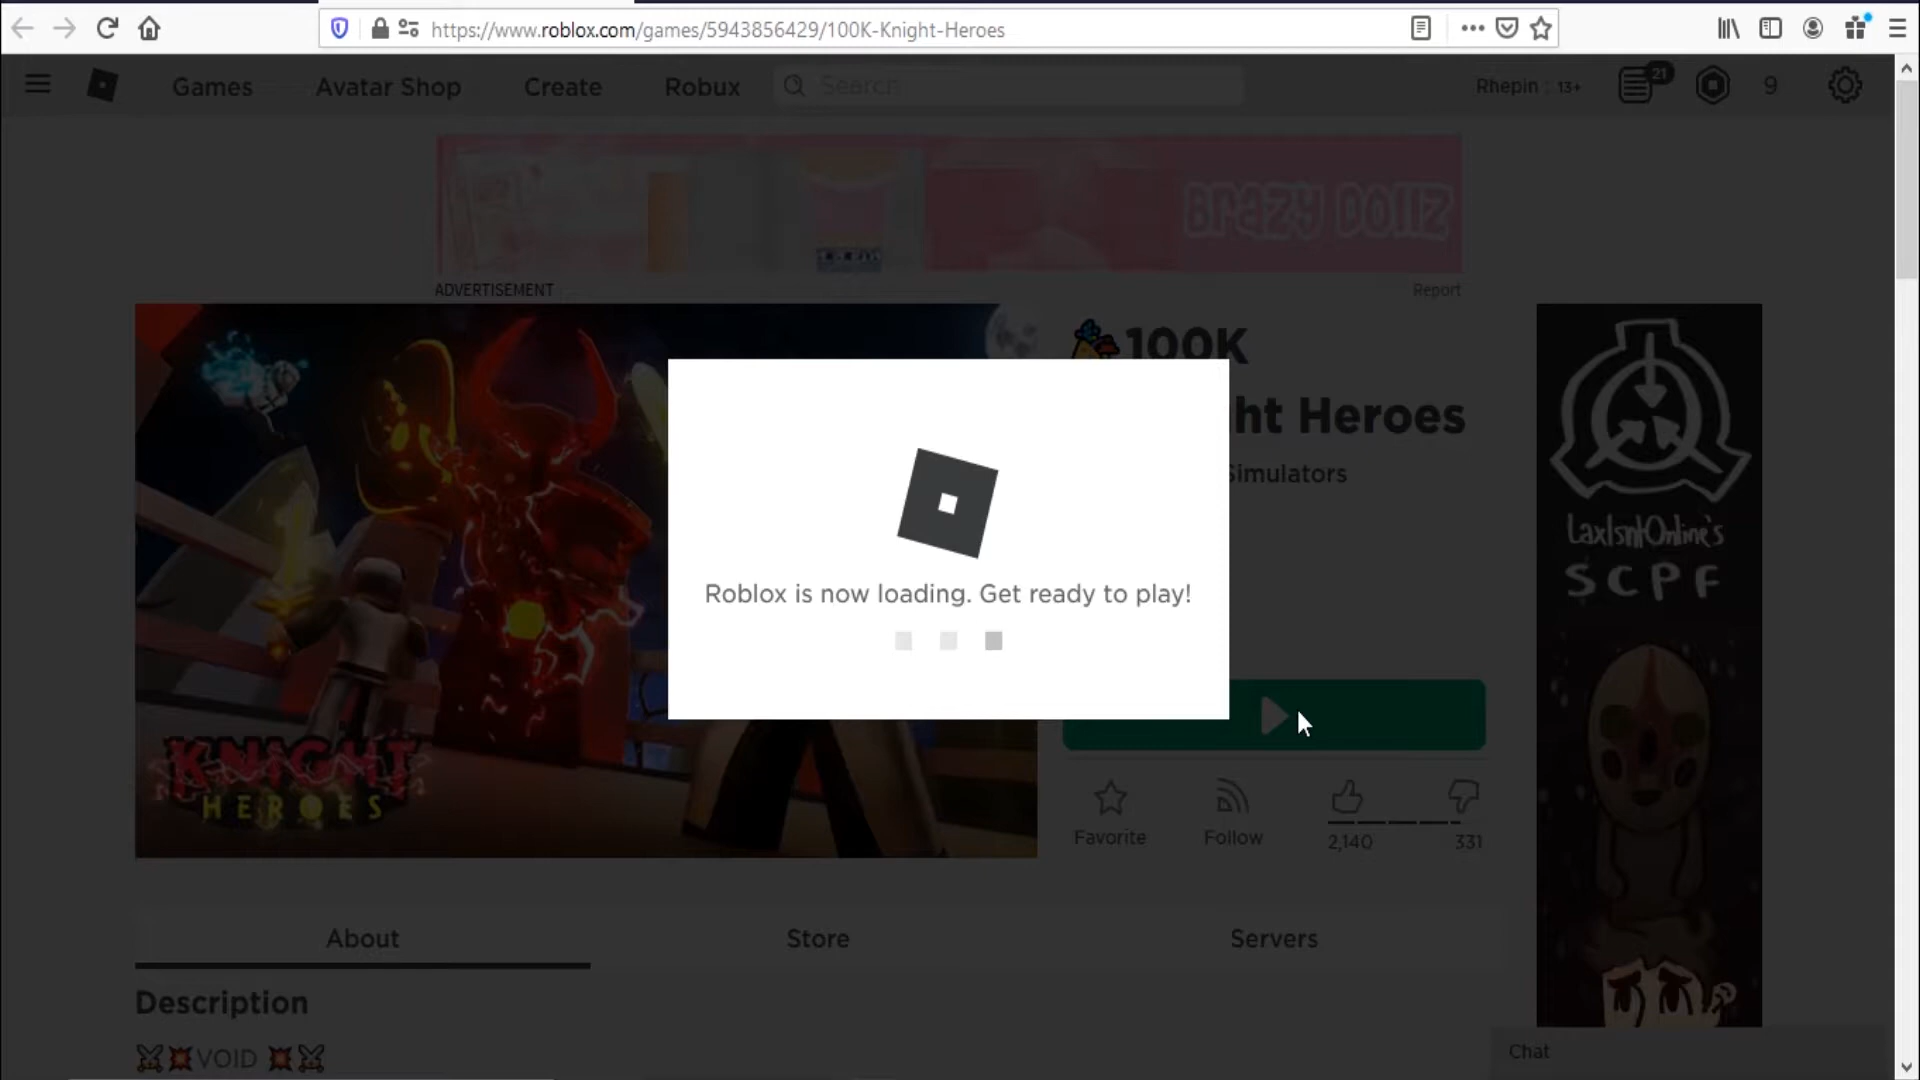 https://www.roblox.com/games/5943856429/100K-Knight-Heroes
Games
Avatar Shop
Create
Robux
Search
Rhepin : 13+
21
9
BRAZY DOLLZ
ADVERTISEMENT
Report
100K
ht Heroes
Simulators
KNIGHT
HEROES
Roblox is now loading. Get ready to play!
Favorite
Follow
2,140
331
LaxIsntOnline's
SCPF
About
Store
Servers
Description
VOID
Chat